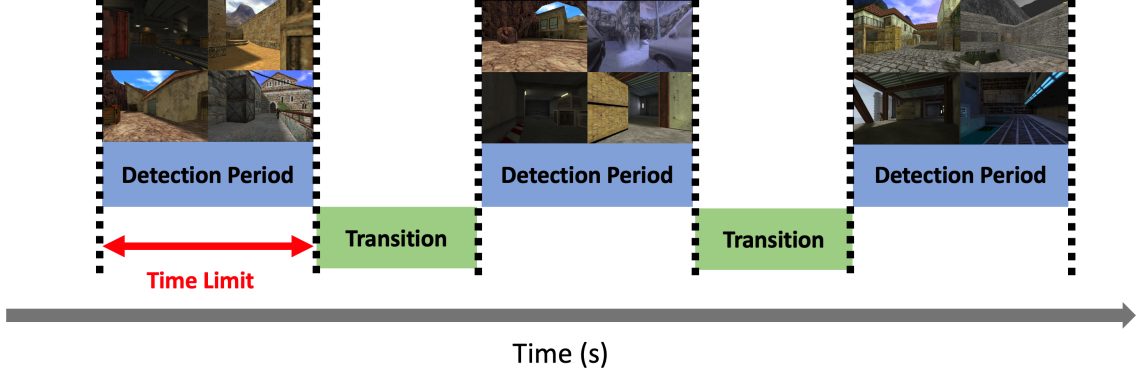 Detection Period
Detection Period
Detection Period
Transition
Transition
Time Limit
Time (s)